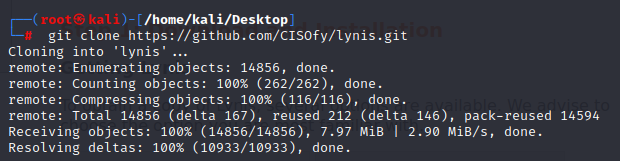 ┌──(root㉿kali)-[/home/kali/Desktop]
└─# git clone https://github.com/CISOfy/lynis.git
Cloning into 'lynis'...
remote: Enumerating objects: 14856, done.
remote: Counting objects: 100% (262/262), done.
remote: Compressing objects: 100% (116/116), done.
remote: Total 14856 (delta 167), reused 212 (delta 146), pack-reused 14594
Receiving objects: 100% (14856/14856), 7.97 MiB | 2.90 MiB/s, done.
Resolving deltas: 100% (10933/10933), done.